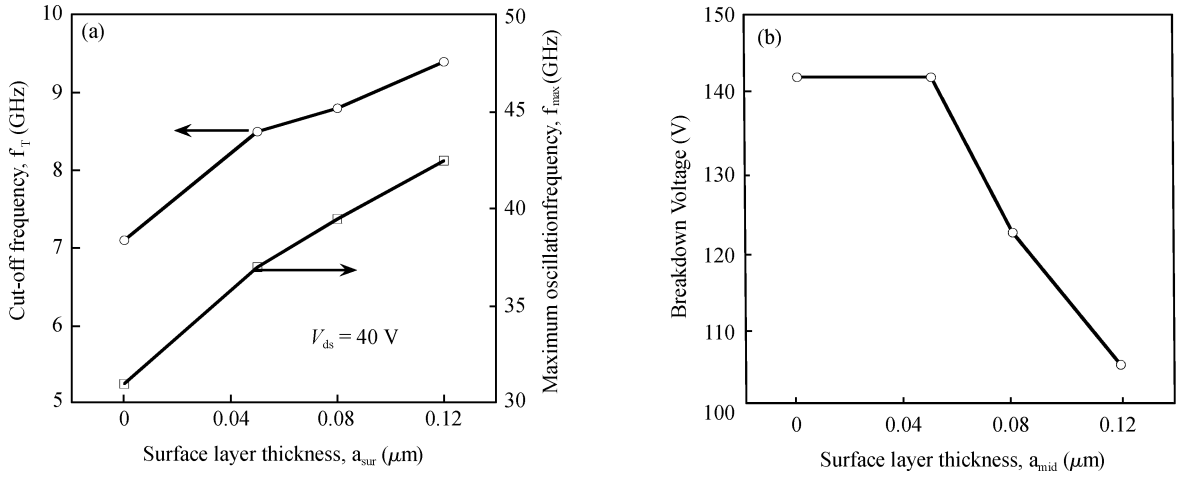 (a)
10
9
8
7
6
5
Cut-off frequency, f_T (GHz)
50
45
40
35
30
Maximum oscillationfrequency, f_max(GHz)
V_ds = 40 V
0 0.04 0.08 0.12
Surface layer thickness, a_sur (μm)
(b)
150
140
130
120
110
100
Breakdown Voltage (V)
0 0.04 0.08 0.12
Surface layer thickness, a_mid (μm)